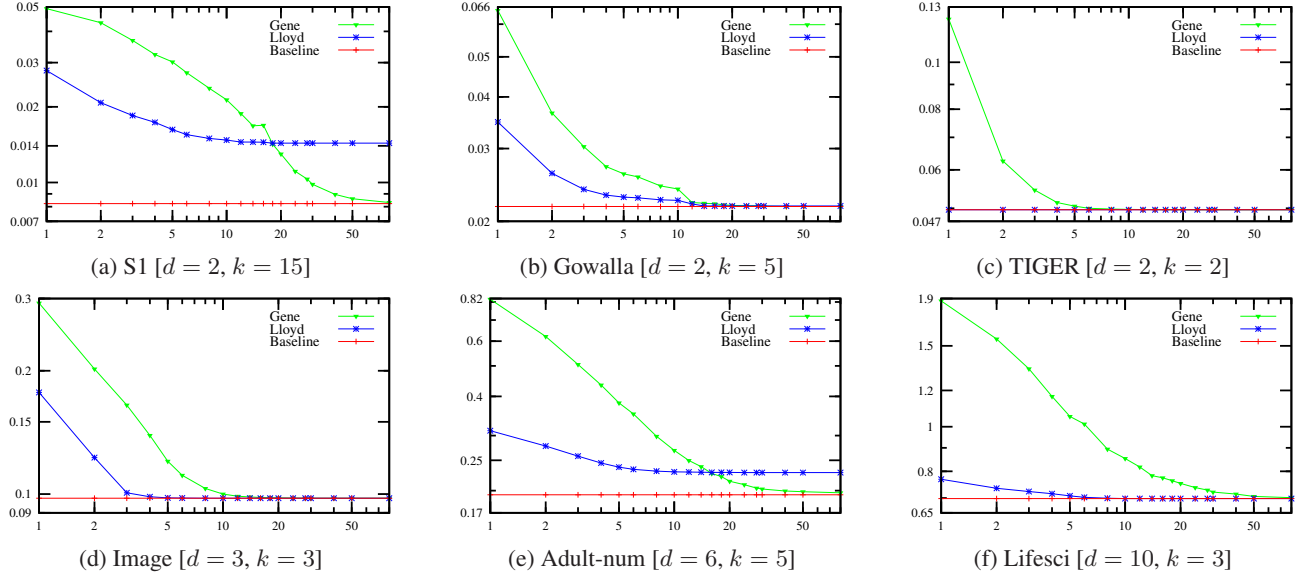 0.05
0.03
0.02
0.014
0.01
0.007
1 2 5 10 20 50
Gene
Lloyd
Baseline
(a) S1 [d = 2, k = 15]
0.066
0.05
0.04
0.03
0.02
1 2 5 10 20 50
Gene
Lloyd
Baseline
(b) Gowalla [d = 2, k = 5]
0.13
0.1
0.08
0.06
0.047
1 2 5 10 20 50
Gene
Lloyd
Baseline
(c) TIGER [d = 2, k = 2]
0.3
0.2
0.15
0.1
0.09
1 2 5 10 20 50
Gene
Lloyd
Baseline
(d) Image [d = 3, k = 3]
0.82
0.6
0.4
0.25
0.17
1 2 5 10 20 50
Gene
Lloyd
Baseline
(e) Adult-num [d = 6, k = 5]
1.9
1.5
1.2
1
0.8
0.65
1 2 5 10 20 50
Gene
Lloyd
Baseline
(f) Lifesci [d = 10, k = 3]